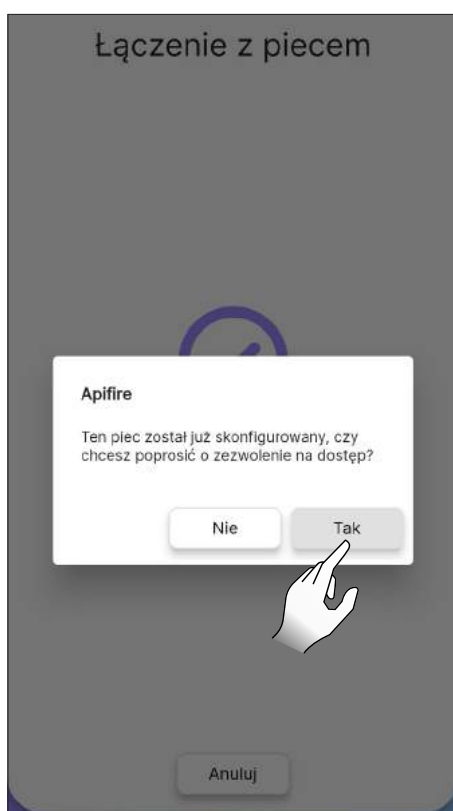 Łączenie z piecem
Apifire
Ten piec został już skonfigurowany, czy
chcesz poprosić o zezwolenie na dostęp?
Nie
Tak
Anuluj